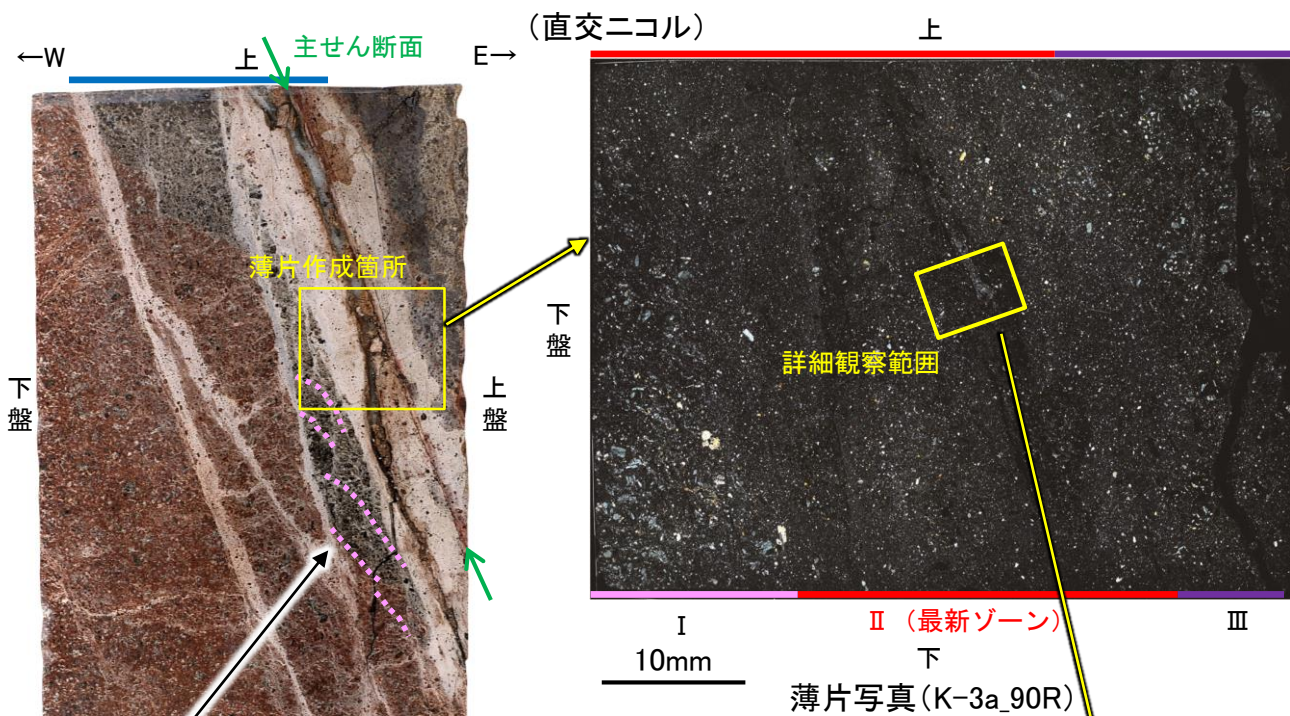 (直交ニコル)
←W
上
主せん断面
E→
上
薄片作成箇所
下盤
上盤
下盤
詳細観察範囲
Ⅰ
Ⅱ (最新ゾーン)
Ⅲ
10mm
下
薄片写真(K-3a_90R)